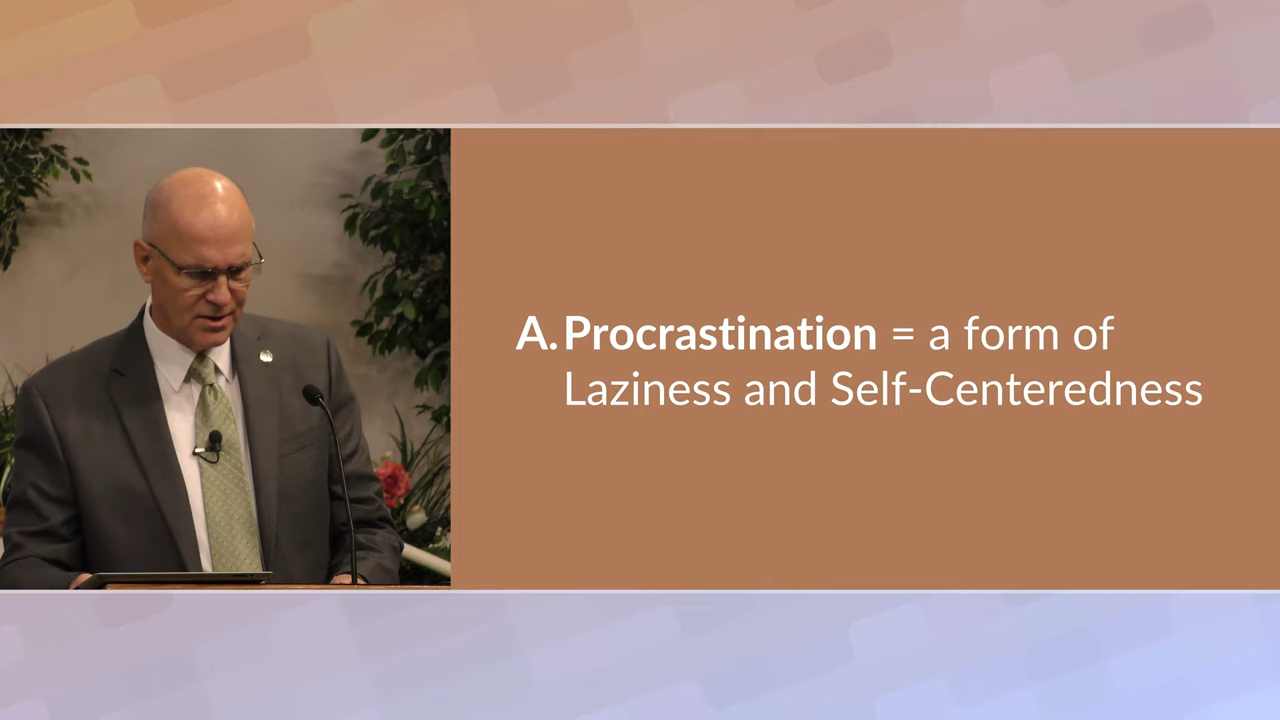 A. Procrastination = a form of
Laziness and Self-Centeredness